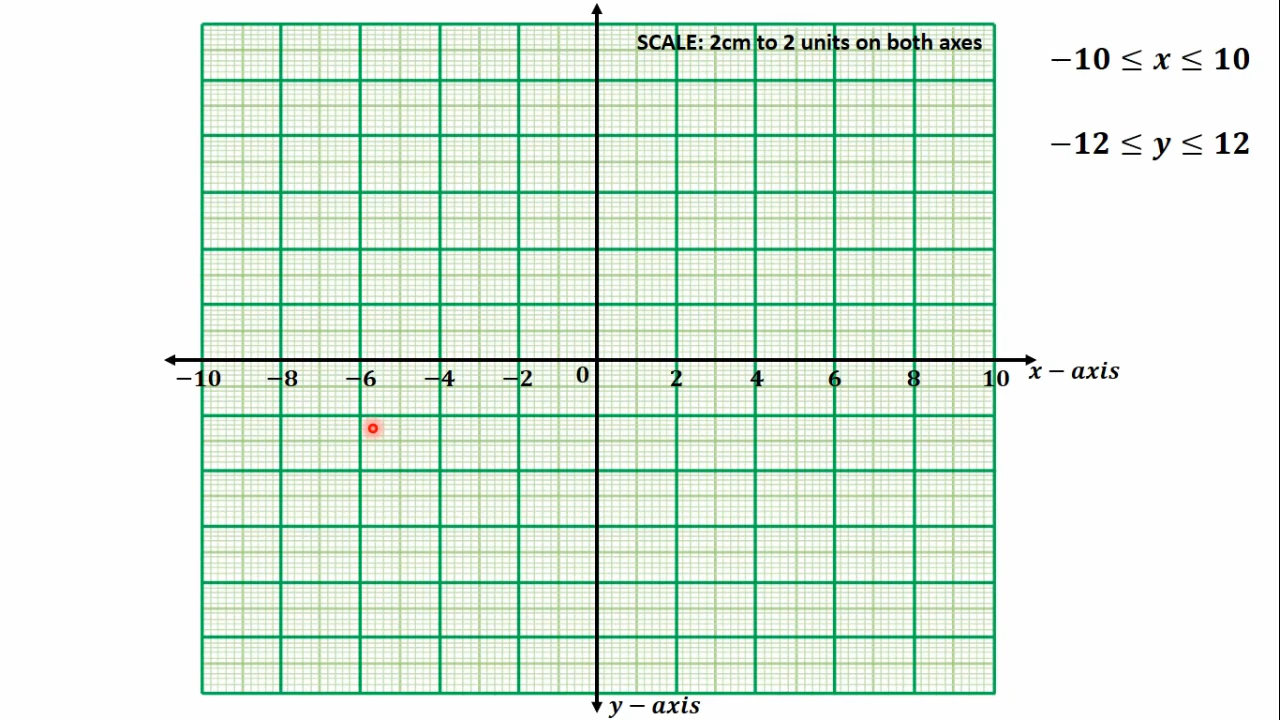 SCALE: 2cm to 2 units on both axes
−10 ≤ x ≤ 10
−12 ≤ y ≤ 12
−10 −8 −6 −4 −2 0 2 4 6 8 10 x − axis
y − axis